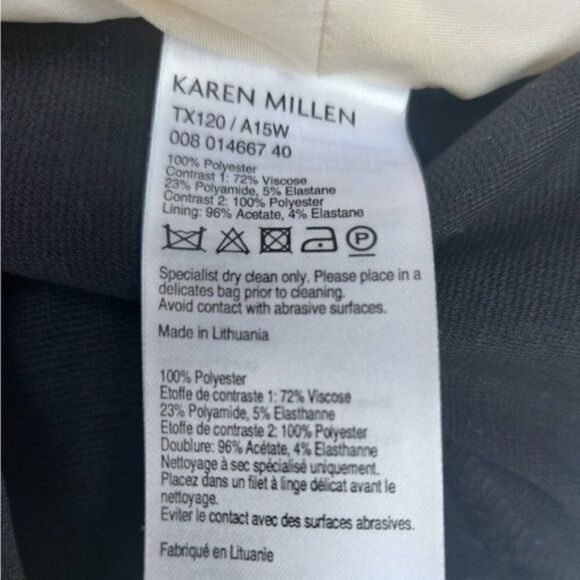 KAREN MILLEN
TX120 / A15W
008 014667 40
100% Polyester
Contrast 1: 72% Viscose
23% Polyamide, 5% Elastane
Contrast 2: 100% Polyester
Lining: 96% Acetate, 4% Elastane
P
Specialist dry clean only. Please place in a
delicates bag prior to cleaning.
Avoid contact with abrasive surfaces.
Made in Lithuania
100% Polyester
Etoffe de contraste 1: 72% Viscose
23% Polyamide, 5% Elasthanne
Etoffe de contraste 2: 100% Polyester
Doublure: 96% Acétate, 4% Elasthanne
Nettoyage à sec spécialisé uniquement.
Placez dans un filet à linge délicat avant le
nettoyage.
Eviter le contact avec des surfaces abrasives.
Fabriqué en Lituanie